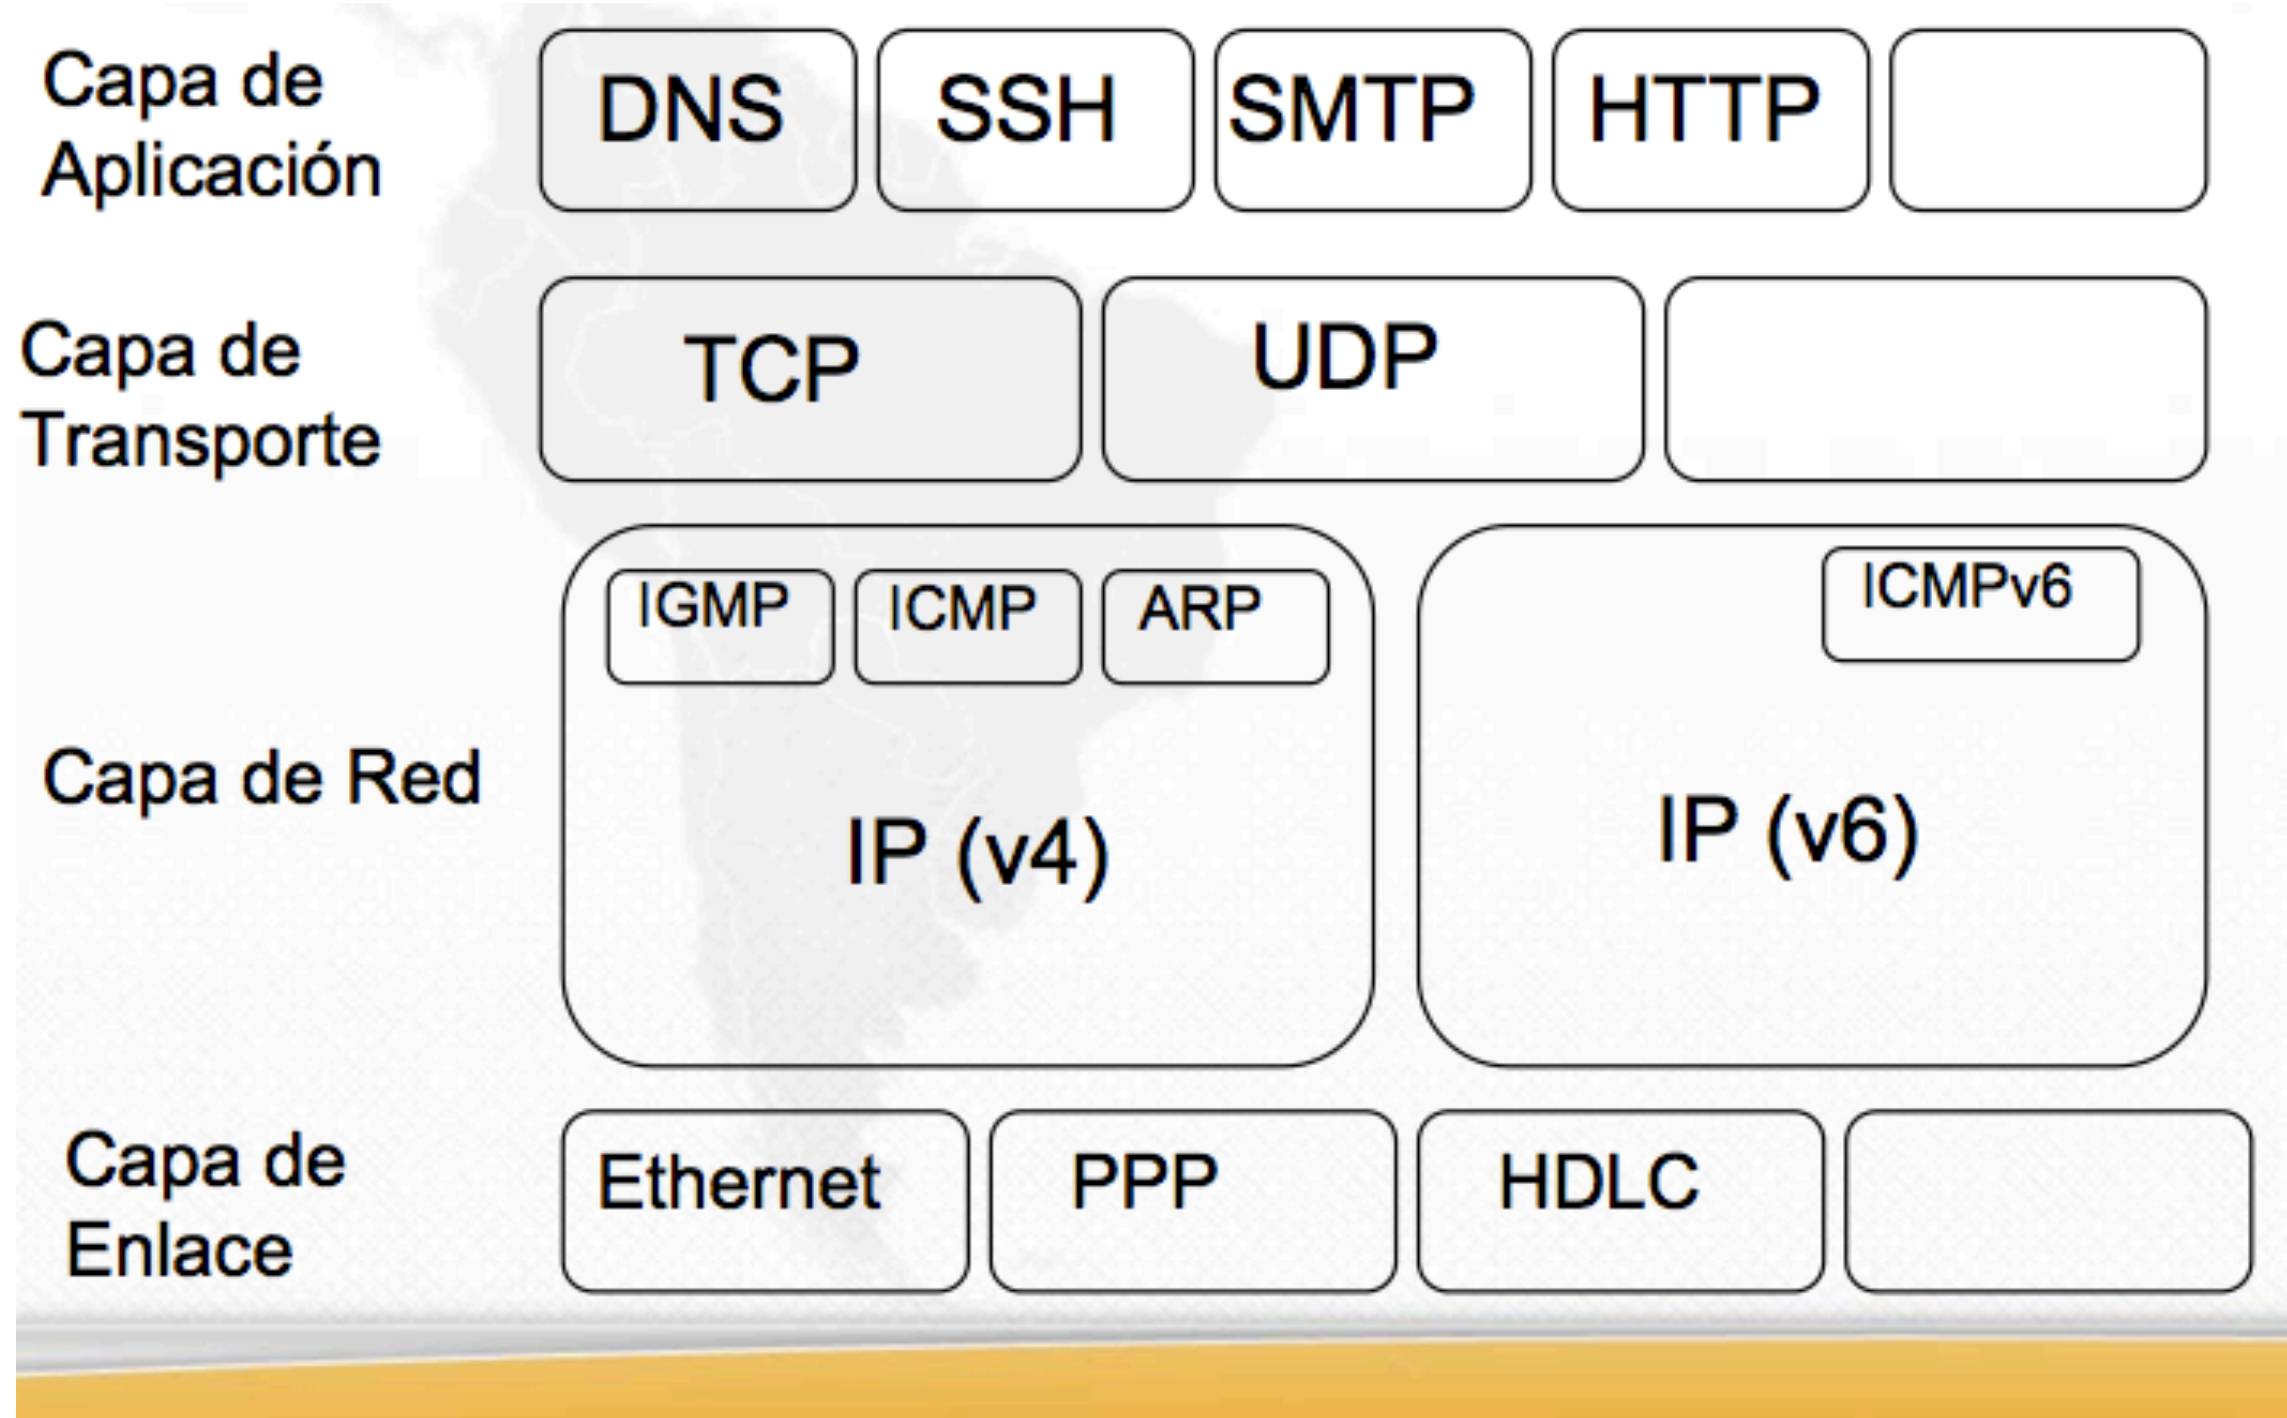 Capa de
Aplicación
DNS
SSH
SMTP
HTTP
Capa de
Transporte
TCP
UDP
IGMP
ICMP
ARP
ICMPv6
Capa de Red
IP (v4)
IP (v6)
Capa de
Enlace
Ethernet
PPP
HDLC